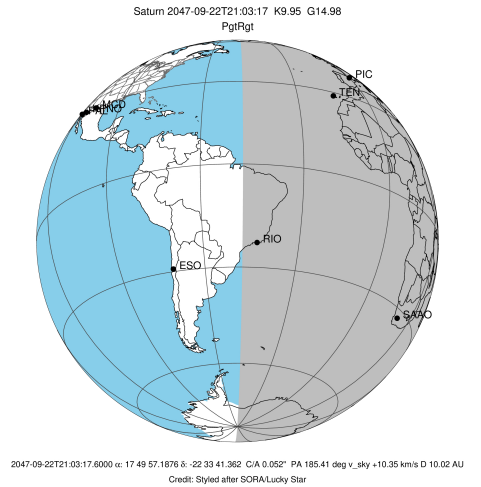 Saturn 2047-09-22T21:03:17 K9.95 G14.98
PgtRgt
PIC
TEN
MCD
RIO
ESO
SAAO
2047-09-22T21:03:17.6000 α: 17 49 57.1876 δ: -22 33 41.362 C/A 0.052" PA 185.41 deg v_sky +10.35 km/s D 10.02 AU
Credit: Styled after SORA/Lucky Star